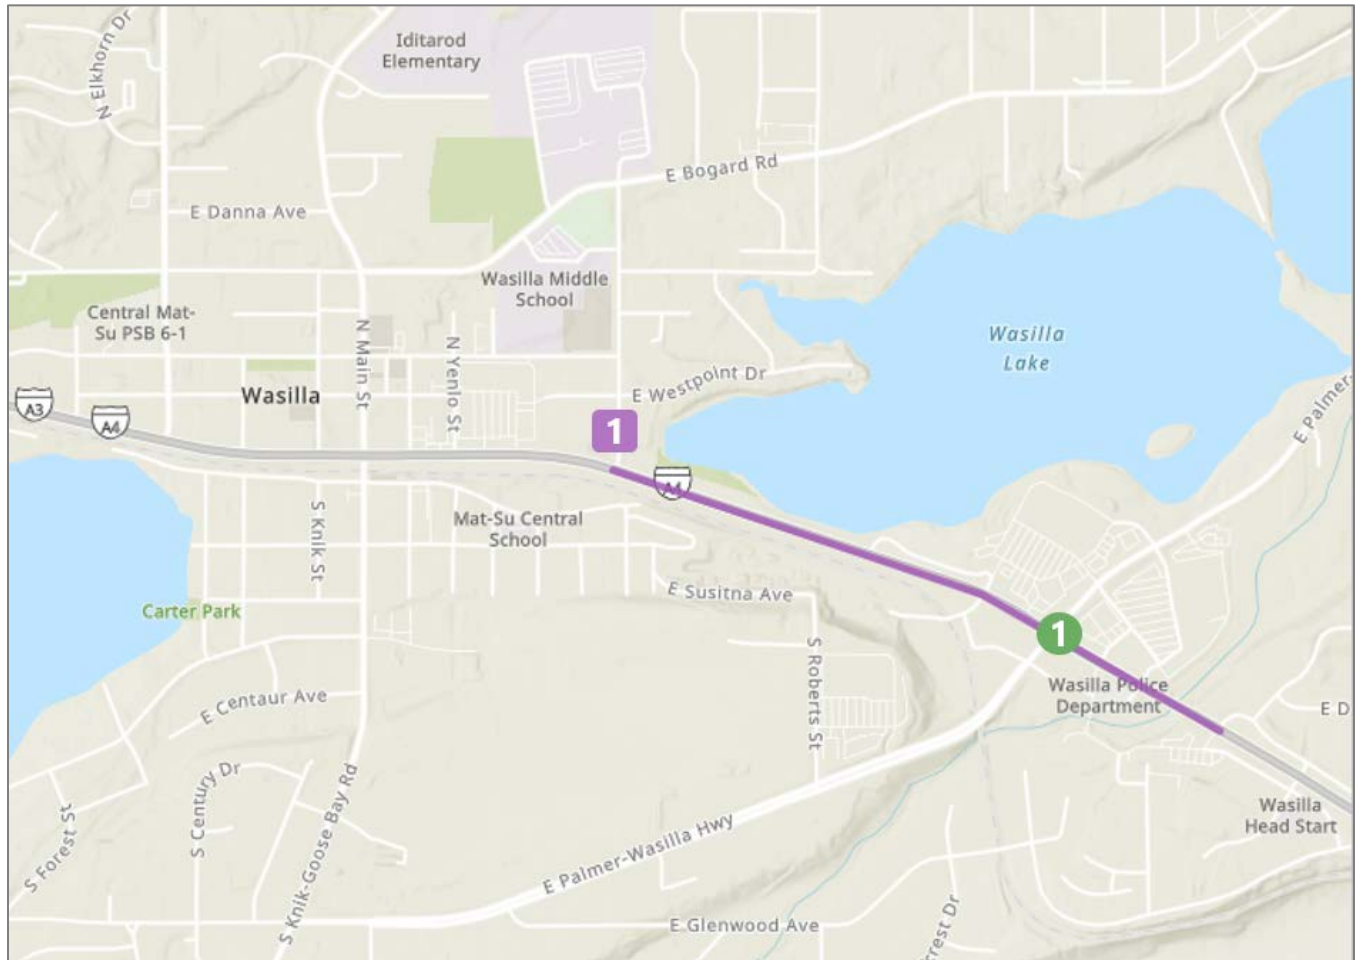 N Elkhorn Dr
Iditarod
Elementary
E Bogard Rd
E Danna Ave
Wasilla Middle
School
Central Mat-
Su PSB 6-1
N Main St
N Yenlo St
Wasilla
Lake
E Westpoint Dr
Wasilla
A3
A4
1
E Palmer-
A4
S Knik St
Mat-Su Central
School
E Susitna Ave
Carter Park
1
S Roberts St
Wasilla Police
Department
E Centaur Ave
E D
S Century Dr
S Knik-Goose Bay Rd
S Forest St
Wasilla
Head Start
E Palmer-Wasilla Hwy
E Glenwood Ave
crest Dr